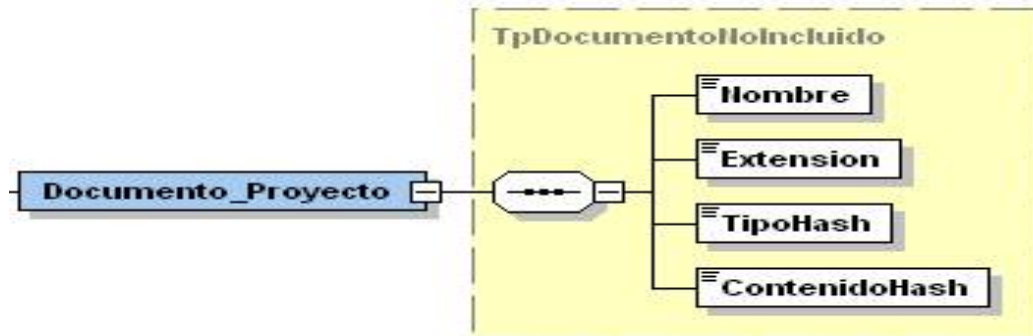 TpDocumentoNoIncluido
Nombre
Extension
Documento_Proyecto
TipoHash
ContenidoHash